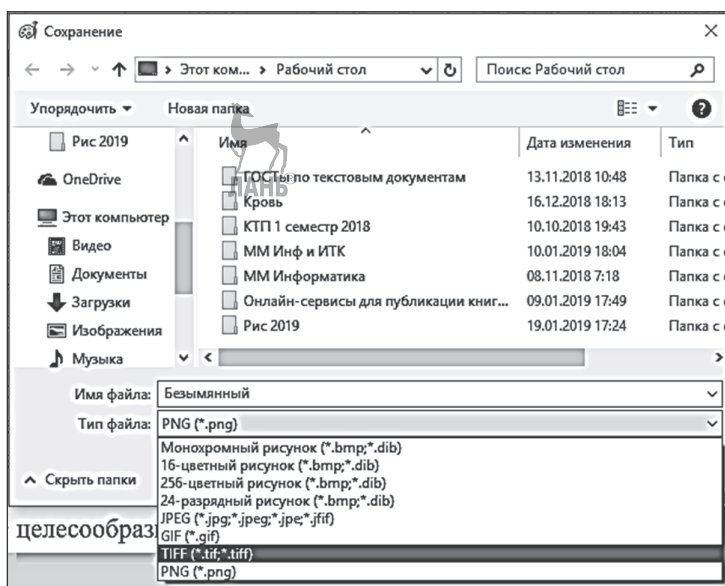 Сохранение
Этот ком... > Рабочий стол
Поиск: Рабочий стол
Упорядочить
Новая папка
Рис 2019
OneDrive
Этот компьютер
Видео
Документы
Загрузки
Изображения
Музыка
Имя Дата изменения Тип
ГОСТы по текстовым документам 13.11.2018 10:48 Папка с
ЛАНЬ®
Кровь 16.12.2018 18:13 Папка с
КТП 1 семестр 2018 10.10.2018 19:43 Папка с
ММ Инф и ИТК 10.01.2019 18:04 Папка с
ММ Информатика 08.11.2018 7:18 Папка с
Онлайн-сервисы для публикации книг... 09.01.2019 17:49 Папка с
Рис 2019 19.01.2019 17:24 Папка с
Имя файла: Безымянный
Тип файла: PNG (*.png)
Монохромный рисунок (*.bmp;*.dib)
16-цветный рисунок (*.bmp;*.dib)
256-цветный рисунок (*.bmp;*.dib)
24-разрядный рисунок (*.bmp;*.dib)
JPEG (*.jpg;*.jpeg;*.jpe;*.jfif)
GIF (*.gif)
TIFF (*.tif;*.tiff)
PNG (*.png)
Скрыть папки
целесообраз